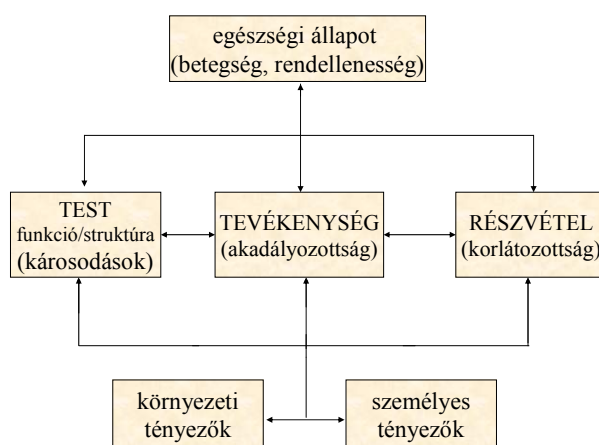 egészségi állapot
(betegség, rendellenesség)
TEST
funkció/struktúra
(károsodások)
TEVÉKENYSÉG
(akadályozottság)
RÉSZVÉTEL
(korlátozottság)
környezeti
tényezők
személyes
tényezők